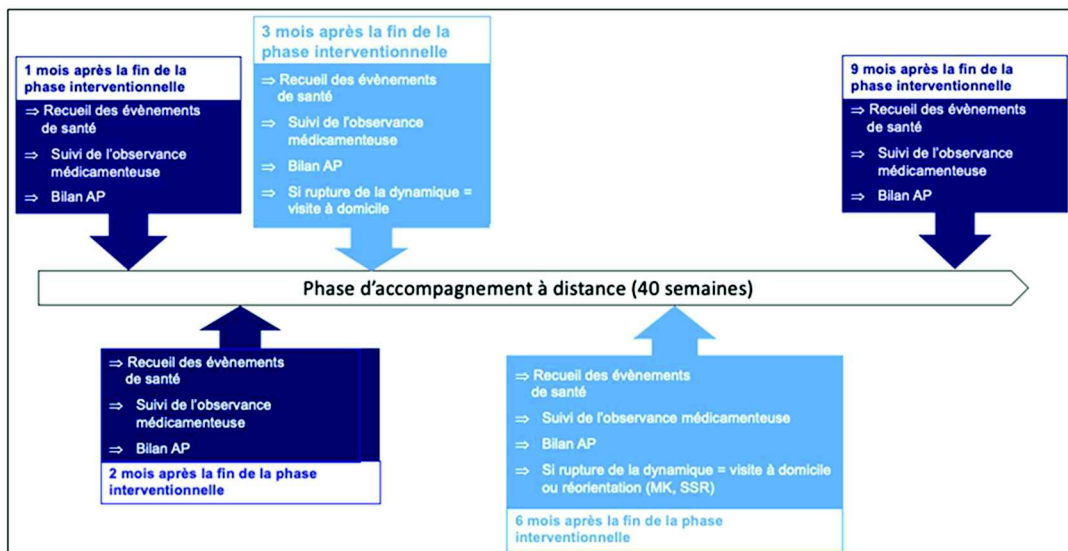 1 mois après la fin de la
phase interventionnelle
⇒ Recueil des évènements
de santé
⇒ Suivi de l'observance
médicamenteuse
⇒ Bilan AP
3 mois après la fin de la
phase interventionnelle
⇒ Recueil des évènements
de santé
⇒ Suivi de l'observance
médicamenteuse
⇒ Bilan AP
⇒ Si rupture de la dynamique =
visite à domicile
9 mois après la fin de la
phase interventionnelle
⇒ Recueil des évènements
de santé
⇒ Suivi de l'observance
médicamenteuse
⇒ Bilan AP
Phase d'accompagnement à distance (40 semaines)
⇒ Recueil des évènements
de santé
⇒ Suivi de l'observance
médicamenteuse
⇒ Bilan AP
2 mois après la fin de la phase
interventionnelle
⇒ Recueil des évènements
de santé
⇒ Suivi de l'observance médicamenteuse
⇒ Bilan AP
⇒ Si rupture de la dynamique = visite à domicile
ou réorientation (MK, SSR)
6 mois après la fin de la phase
interventionnelle